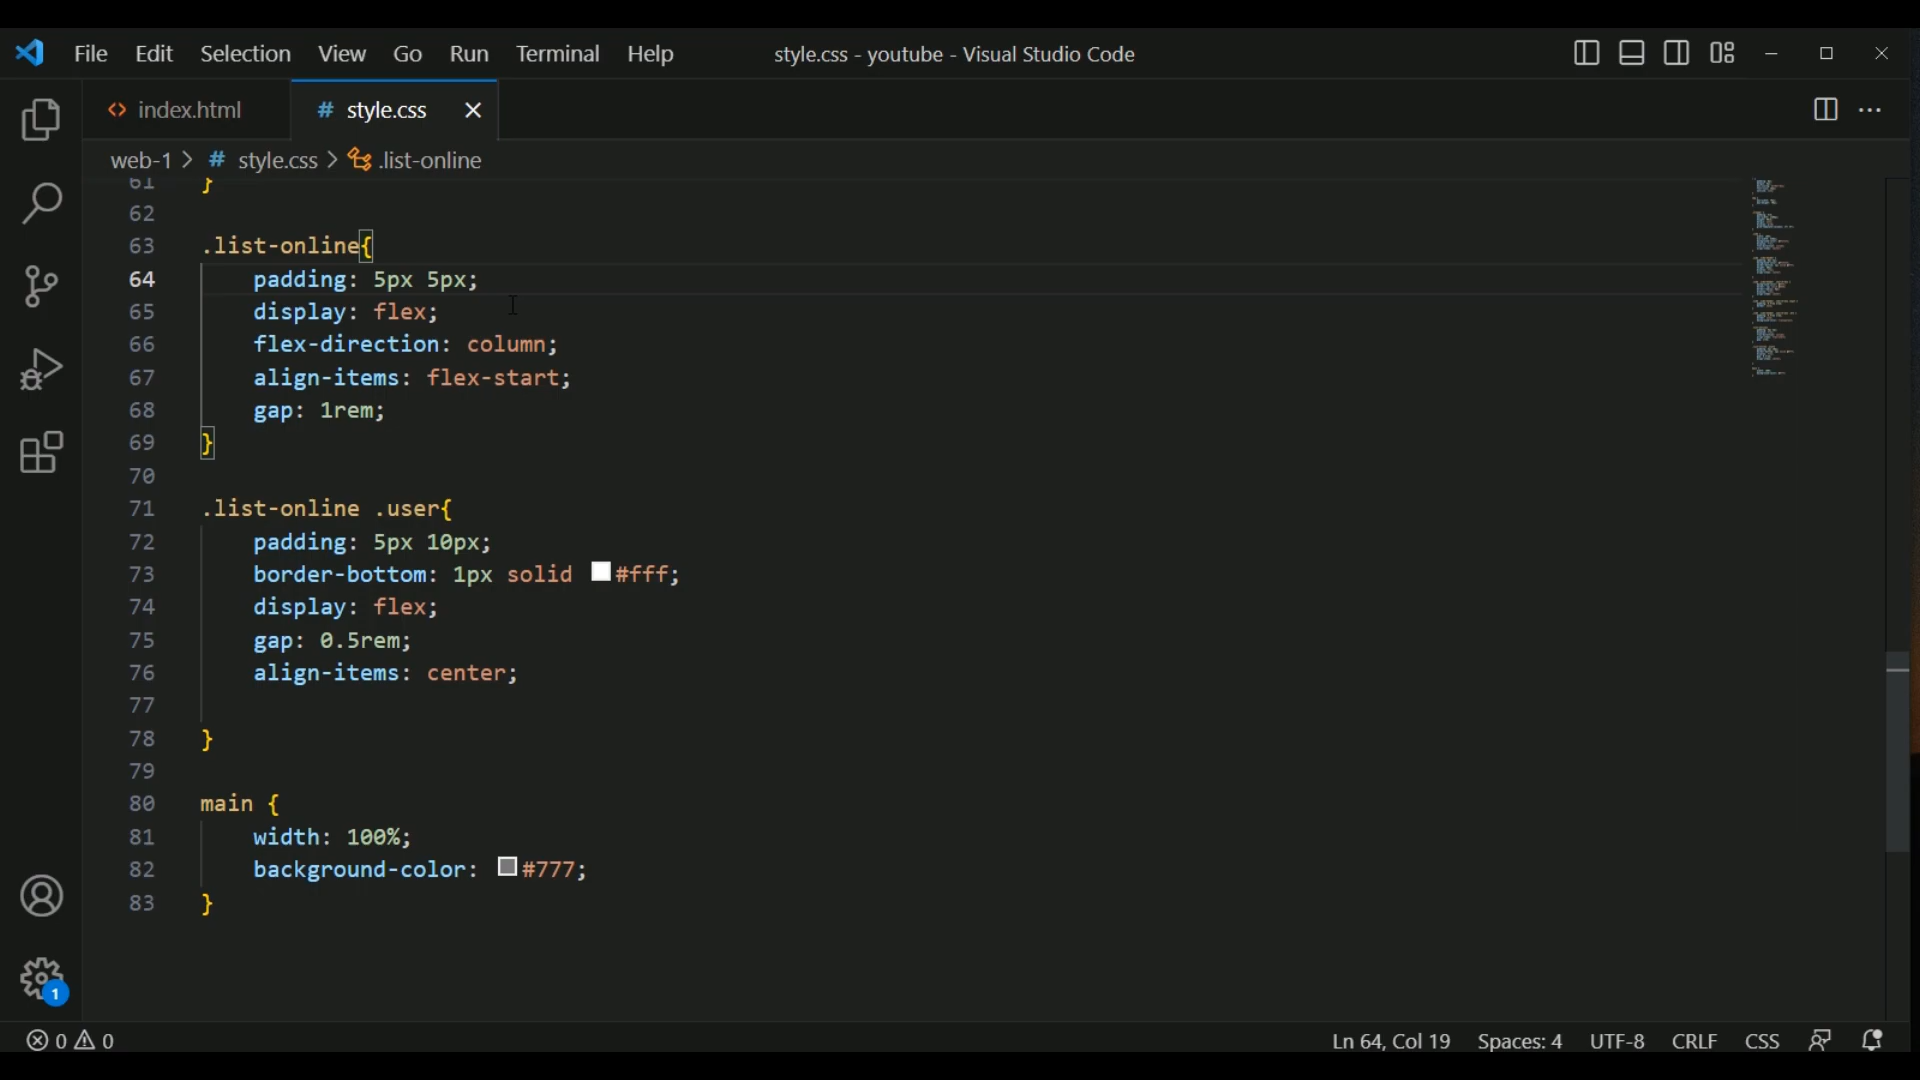 File Edit Selection View Go Run Terminal Help style.css - youtube - Visual Studio Code
<> index.html # style.css
web-1 > # style.css > .list-online
61 }
62
63 .list-online{
64 padding: 5px 5px;
65 display: flex;
66 flex-direction: column;
67 align-items: flex-start;
68 gap: 1rem;
69 }
70
71 .list-online .user{
72 padding: 5px 10px;
73 border-bottom: 1px solid #fff;
74 display: flex;
75 gap: 0.5rem;
76 align-items: center;
77
78 }
79
80 main {
81 width: 100%;
82 background-color: #777;
83 }
1
0 0 Ln 64, Col 19 Spaces: 4 UTF-8 CRLF CSS